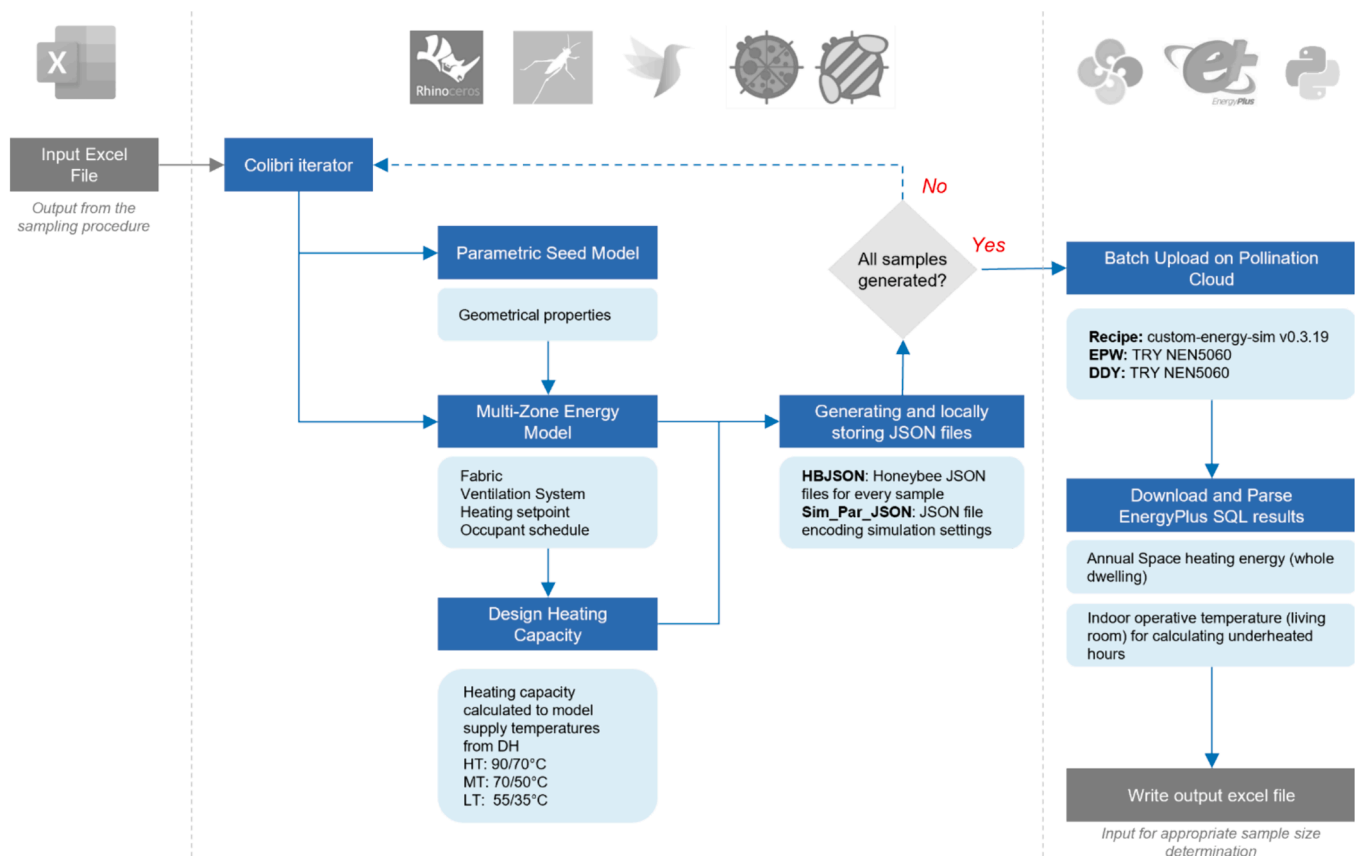 X
Rhinoceros
et
EnergyPlus
Input Excel
File
Output from the
sampling procedure
Colibri iterator
Parametric Seed Model
Geometrical properties
Multi-Zone Energy
Model
Fabric
Ventilation System
Heating setpoint
Occupant schedule
Design Heating
Capacity
Heating capacity
calculated to model
supply temperatures
from DH
HT: 90/70°C
MT: 70/50°C
LT: 55/35°C
No
Yes
All samples
generated?
Generating and locally
storing JSON files
HBJSON: Honeybee JSON
files for every sample
Sim_Par_JSON: JSON file
encoding simulation settings
Batch Upload on Pollination
Cloud
Recipe: custom-energy-sim v0.3.19
EPW: TRY NEN5060
DDY: TRY NEN5060
Download and Parse
EnergyPlus SQL results
Annual Space heating energy (whole
dwelling)
Indoor operative temperature (living
room) for calculating underheated
hours
Write output excel file
Input for appropriate sample size
determination